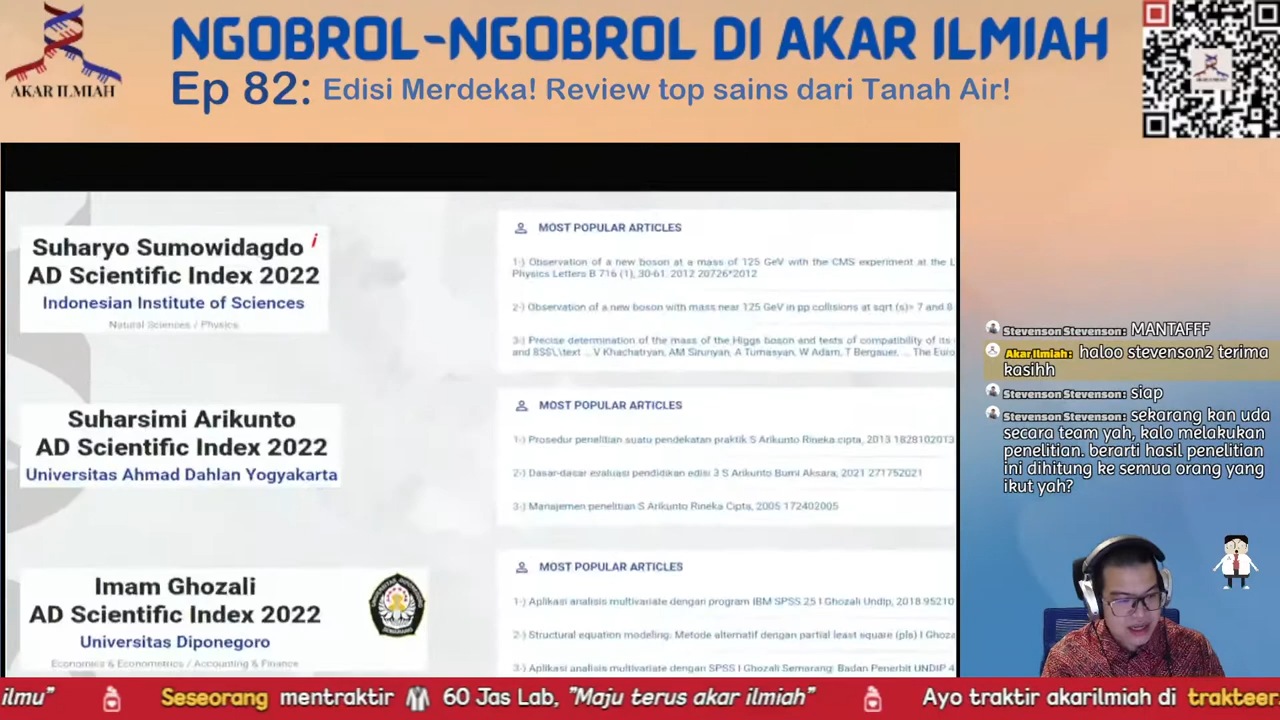 AKAR ILMIAH
NGOBROL-NGOBROL DI AKAR ILMIAH
Ep 82: Edisi Merdeka! Review top sains dari Tanah Air!
Suharyo Sumowidagdo i
AD Scientific Index 2022
Indonesian Institute of Sciences
Natural Sciences / Physics
MOST POPULAR ARTICLES
1-) Observation of a new boson at a mass of 125 GeV with the CMS experiment at the L
Physics Letters B 716 (1), 30-61, 2012 20726*2012
2-) Observation of a new boson with mass near 125 GeV in pp collisions at sqrt (s)= 7 and 8
3-) Precise determination of the mass of the Higgs boson and tests of compatibility of its
and 8$$\,\text ... V Khachatryan, AM Sirunyan, A Tumasyan, W Adam, T Bergauer, ... The Euro
Suharsimi Arikunto
AD Scientific Index 2022
Universitas Ahmad Dahlan Yogyakarta
MOST POPULAR ARTICLES
1-) Prosedur penelitian suatu pendekatan praktik S Arikunto Rineka cipta, 2013 182812013
2-) Dasar-dasar evaluasi pendidikan edisi 3 S Arikunto Bumi Aksara, 2021 271752021
3-) Manajemen penelitian S Arikunto Rineka Cipta, 2005 172402005
Imam Ghozali
AD Scientific Index 2022
Universitas Diponegoro
Economics & Econometrics / Accounting & Finance
MOST POPULAR ARTICLES
1-) Aplikasi analisis multivariate dengan program IBM SPSS 25 I Ghozali Undip, 2018 95210
2-) Structural equation modeling: Metode alternatif dengan partial least square (pls) I Ghoza
3-) Aplikasi analisis multivariate dengan SPSS I Ghozali Semarang: Badan Penerbit UNDIP 4
Stevenson Stevenson: MANTAFFF
Akar Ilmiah: haloo stevenson2 terima
kasihh
Stevenson Stevenson: siap
Stevenson Stevenson: sekarang kan uda
secara team yah, kalo melakukan
penelitian. berarti hasil penelitian
ini dihitung ke semua orang yang
ikut yah?
ilmu" Seseorang mentraktir 60 Jas Lab, "Maju terus akar ilmiah" Ayo traktir akarilmiah di trakteer.